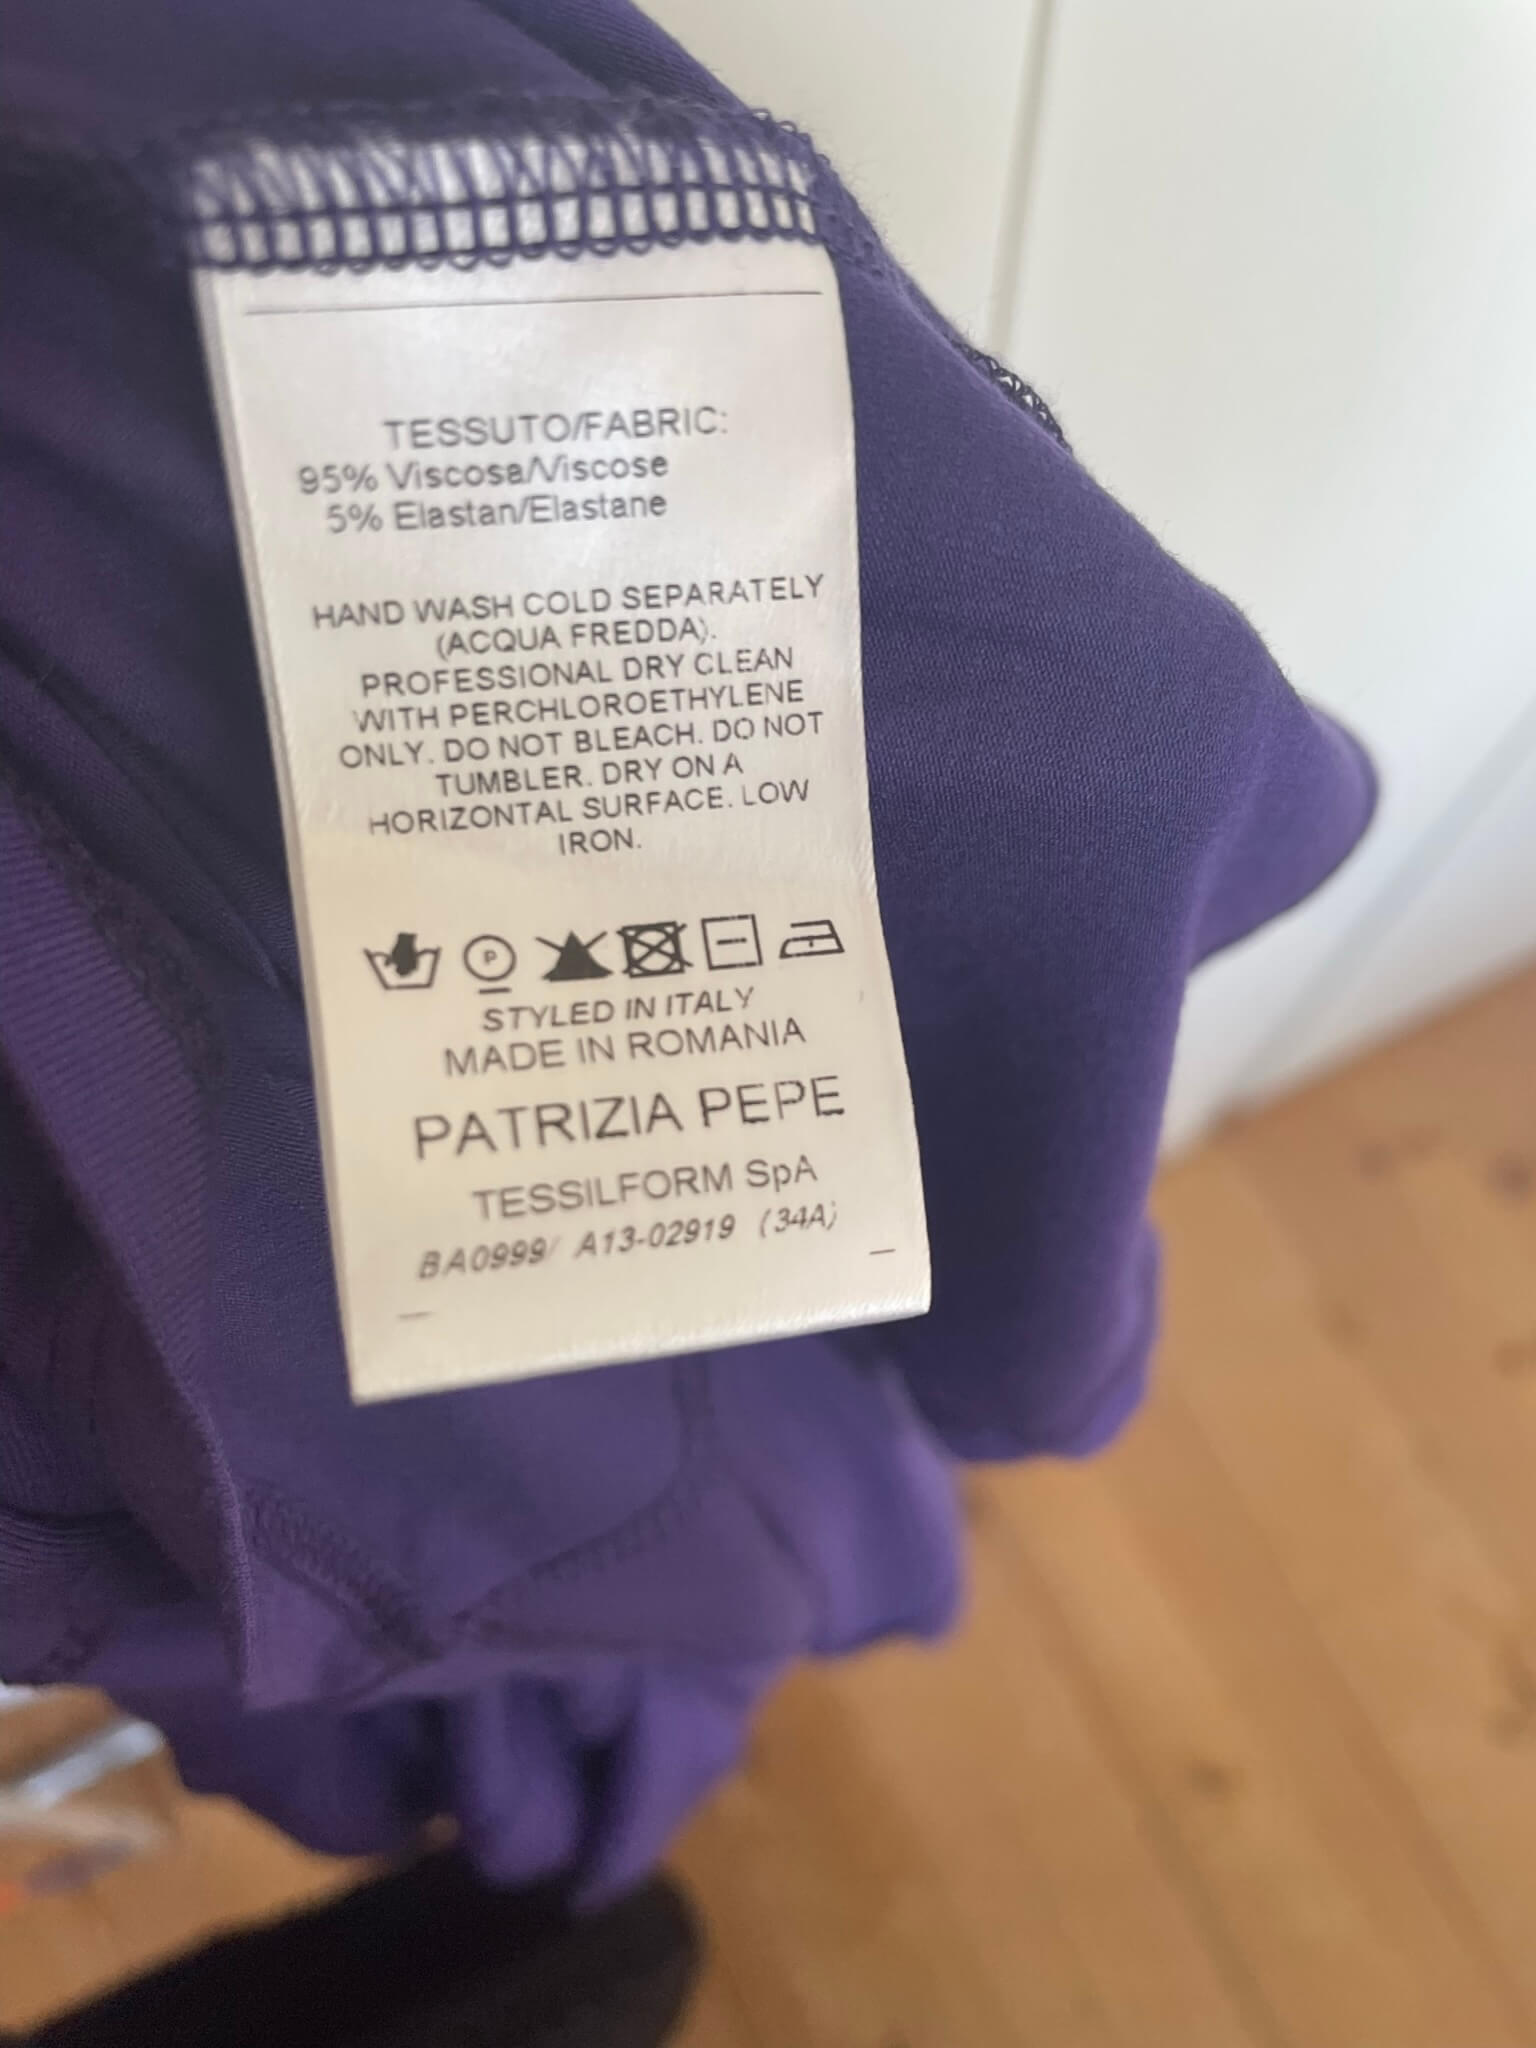 TESSUTO/FABRIC:
95% Viscosa/Viscose
5% Elastan/Elastane
HAND WASH COLD SEPARATELY
(ACQUA FREDDA).
PROFESSIONAL DRY CLEAN
WITH PERCHLOROETHYLENE
ONLY. DO NOT BLEACH. DO NOT
TUMBLER. DRY ON A
HORIZONTAL SURFACE. LOW
IRON.
P
STYLED IN ITALY
MADE IN ROMANIA
PATRIZIA PEPE
TESSILFORM SpA
BA0999/ A13-02919 (34A)